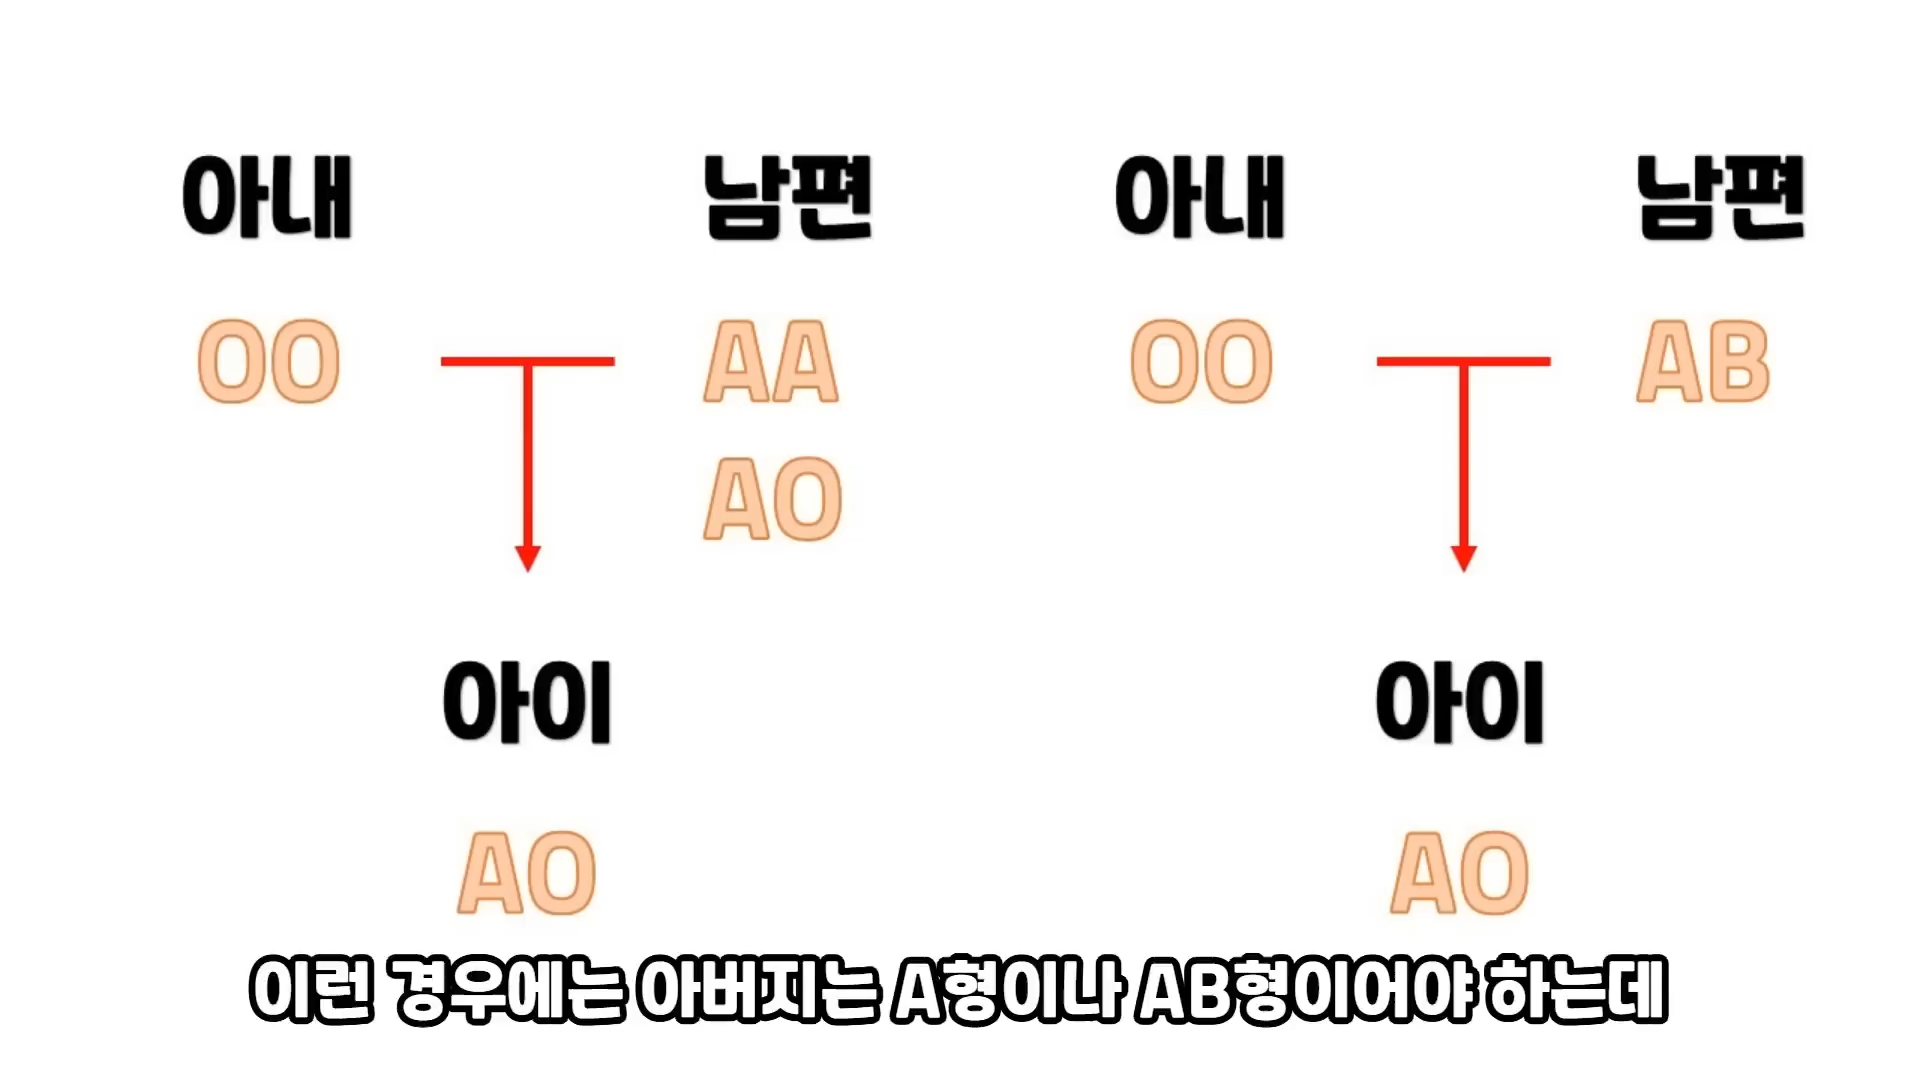 아내 남편 아내 남편
OO AA OO AB
AO
아이 아이
AO AO
이런 경우에는 아버지는 A형이나 AB형이어야 하는데